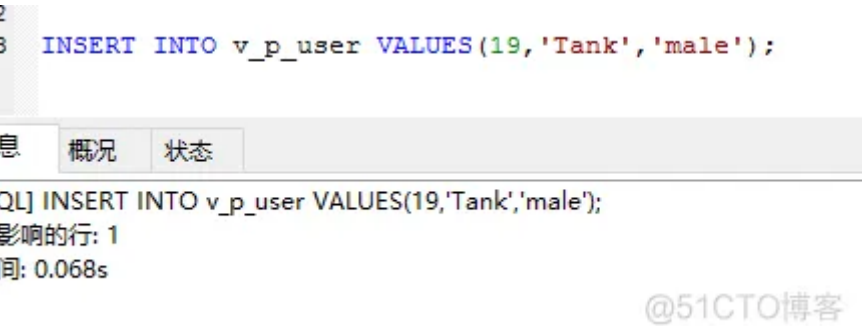 2
3 INSERT INTO v_p_user VALUES(19,'Tank','male');
息 概况 状态
QL] INSERT INTO v_p_user VALUES(19,'Tank','male');
影响的行: 1
间: 0.068s
@51CTO博客